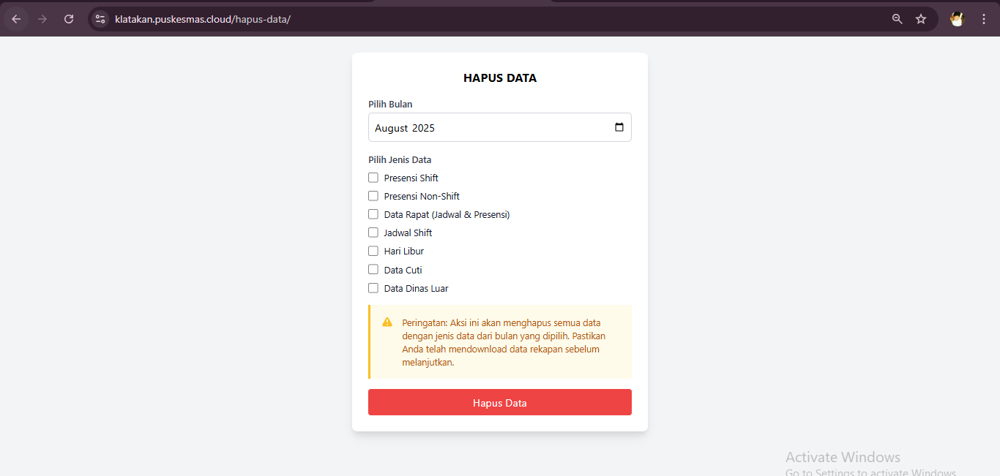 klatakan.puskesmas.cloud/hapus-data/
HAPUS DATA
Pilih Bulan
August 2025
Pilih Jenis Data
Presensi Shift
Presensi Non-Shift
Data Rapat (Jadwal & Presensi)
Jadwal Shift
Hari Libur
Data Cuti
Data Dinas Luar
Peringatan: Aksi ini akan menghapus semua data
dengan jenis data dari bulan yang dipilih. Pastikan
Anda telah mendownload data rekapan sebelum
melanjutkan.
Hapus Data
Activate Windows
Go to Settings to activate Windows.